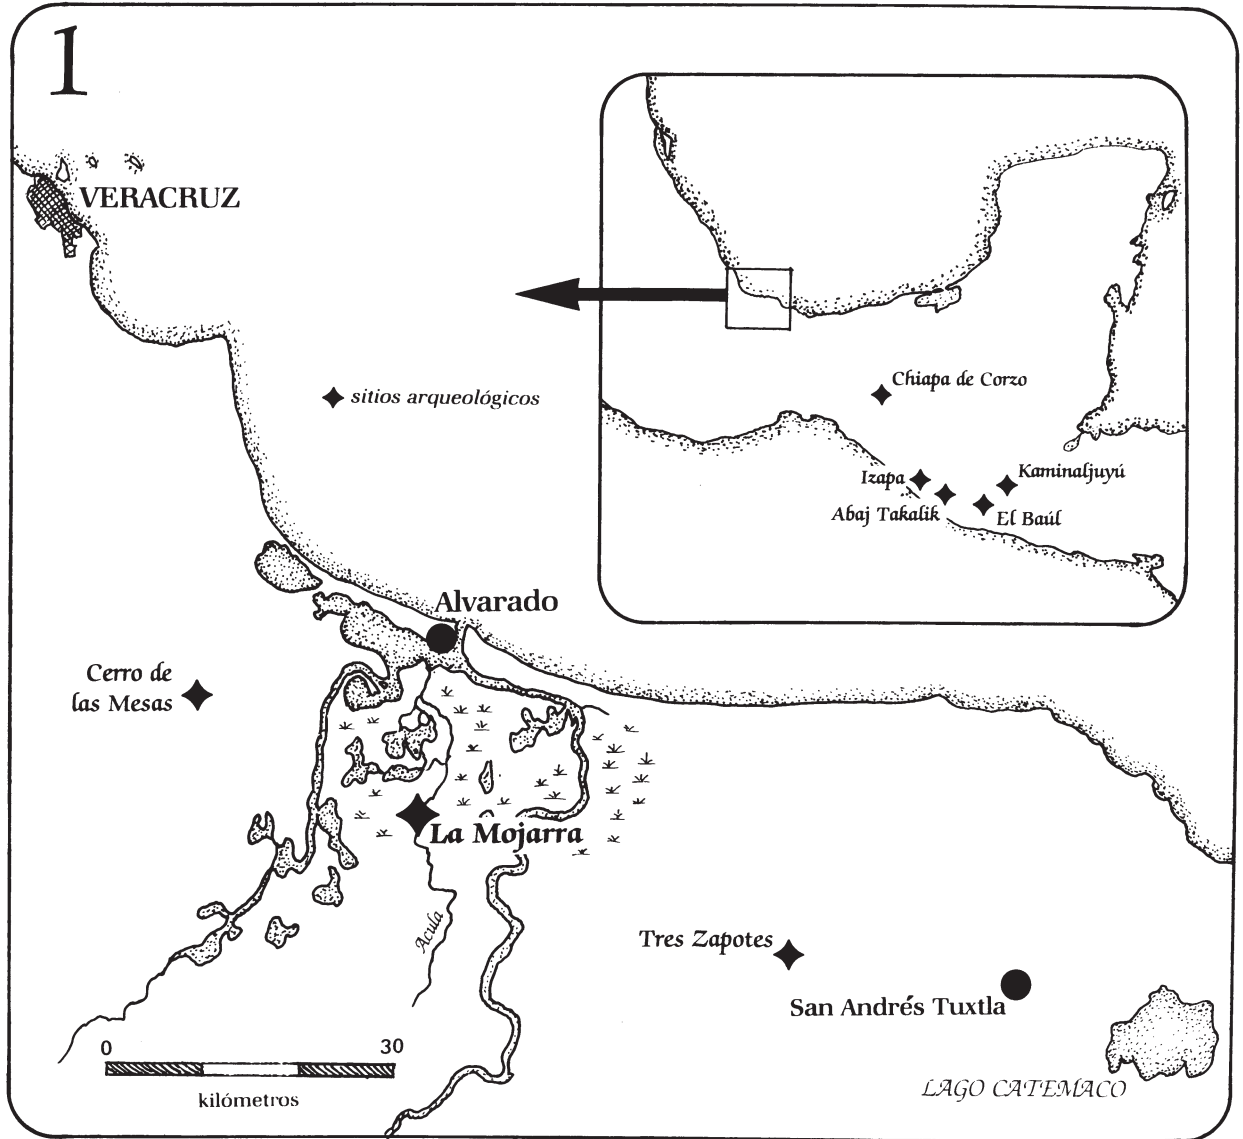 1
VERACRUZ
sitios arqueológicos
Chiapa de Corzo
Izapa
Kaminaljuyú
Abaj Takalik
El Baúl
Alvarado
Cerro de
las Mesas
La Mojarra
Acula
Tres Zapotes
San Andrés Tuxtla
0 30
kilómetros
LAGO CATEMACO